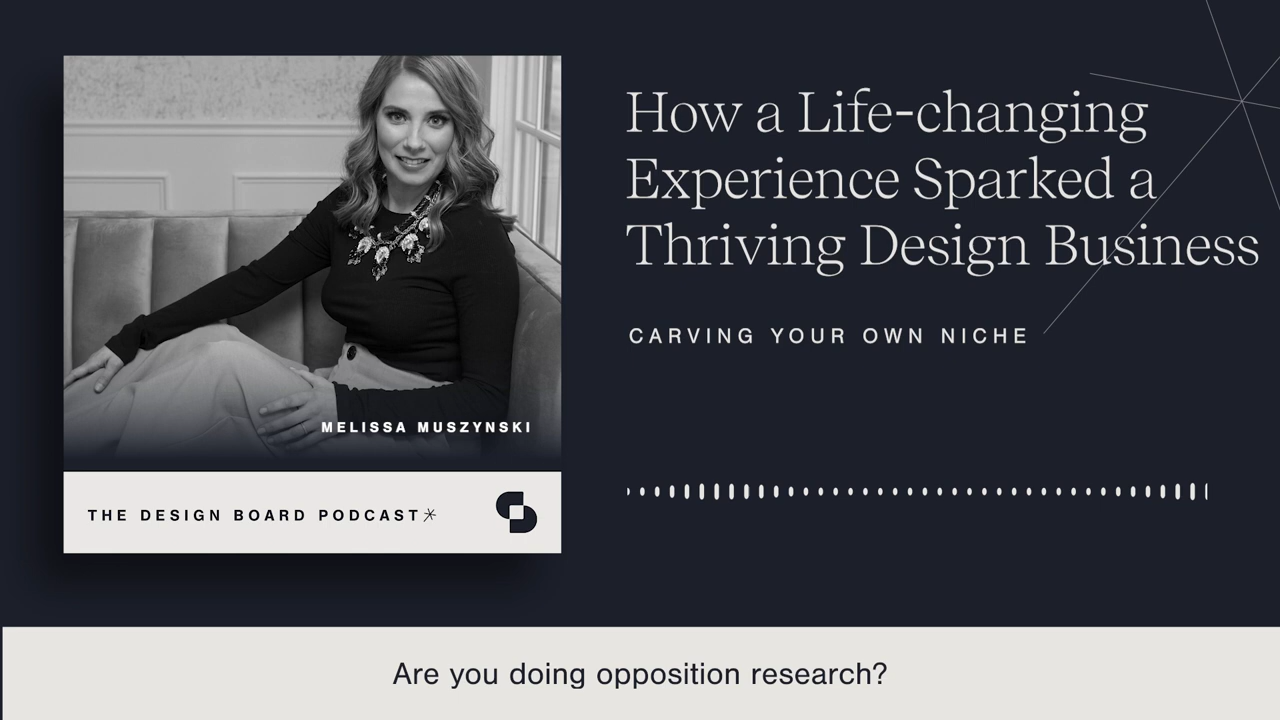 MELISSA MUSZYNSKI
THE DESIGN BOARD PODCAST
How a Life-changing
Experience Sparked a
Thriving Design Business
CARVING YOUR OWN NICHE
Are you doing opposition research?